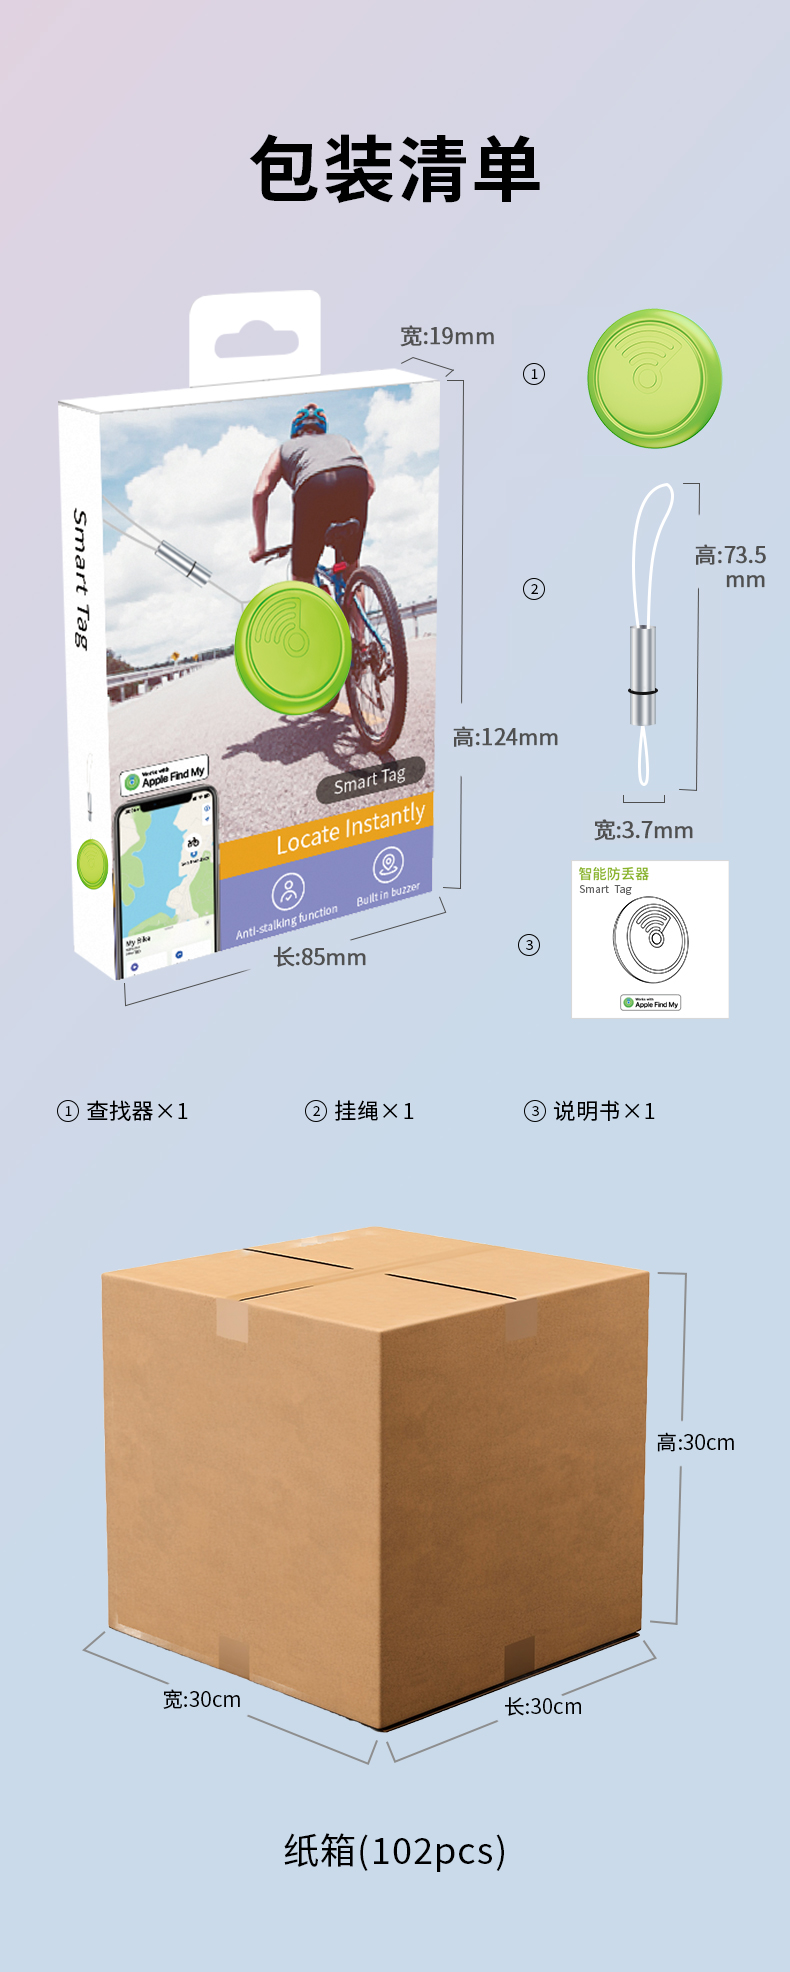 包装清单
宽:19mm
①
Smart Tag
高:73.5
mm
②
高:124mm
Works with
Apple Find My
Smart Tag
Locate Instantly
Anti-stalking function
Built in buzzer
My Bike
长:85mm
宽:3.7mm
③
智能防丢器
Smart Tag
Works with
Apple Find My
① 查找器×1
② 挂绳×1
③ 说明书×1
高:30cm
宽:30cm
长:30cm
纸箱(102pcs)